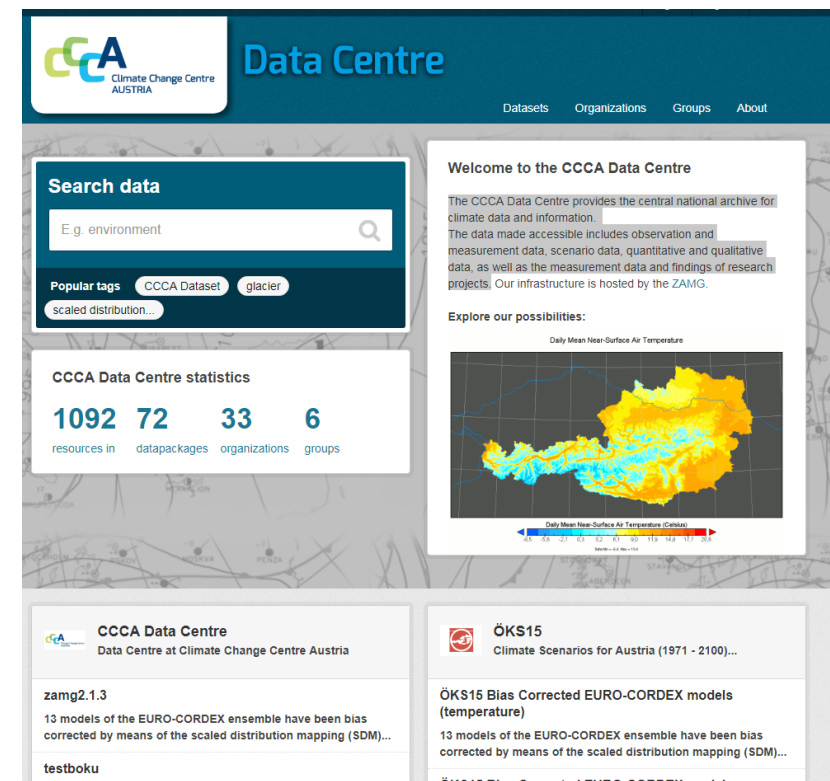 CCCA
Climate Change Centre
AUSTRIA
Data Centre
Datasets Organizations Groups About
Search data
E.g. environment
Popular tags CCCA Dataset glacier
scaled distribution...
CCCA Data Centre statistics
1092 72 33 6
resources in datapackages organizations groups
Welcome to the CCCA Data Centre
The CCCA Data Centre provides the central national archive for
climate data and information.
The data made accessible includes observation and
measurement data, scenario data, quantitative and qualitative
data, as well as the measurement data and findings of research
projects. Our infrastructure is hosted by the ZAMG.
Explore our possibilities:
Daily Mean Near-Surface Air Temperature
Daily Mean Near-Surface Air Temperature (Celsius)
CCCA Data Centre
Data Centre at Climate Change Centre Austria
zamg2.1.3
13 models of the EURO-CORDEX ensemble have been bias
corrected by means of the scaled distribution mapping (SDM)...
testboku
ÖKS15
Climate Scenarios for Austria (1971 - 2100)...
ÖKS15 Bias Corrected EURO-CORDEX models
(temperature)
13 models of the EURO-CORDEX ensemble have been bias
corrected by means of the scaled distribution mapping (SDM)...